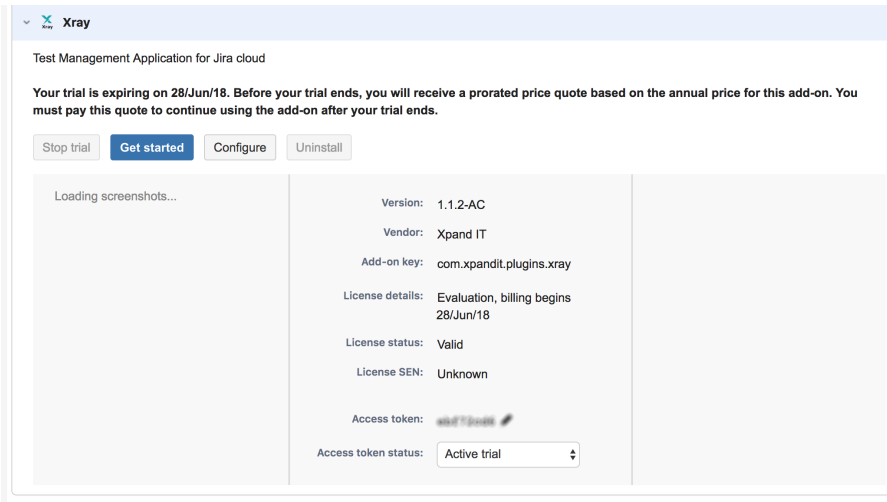 Xray
Xray
Test Management Application for Jira cloud
Your trial is expiring on 28/Jun/18. Before your trial ends, you will receive a prorated price quote based on the annual price for this add-on. You
must pay this quote to continue using the add-on after your trial ends.
Stop trial Get started Configure Uninstall
Loading screenshots...
Version: 1.1.2-AC
Vendor: Xpand IT
Add-on key: com.xpandit.plugins.xray
License details: Evaluation, billing begins
28/Jun/18
License status: Valid
License SEN: Unknown
Access token:
Access token status: Active trial